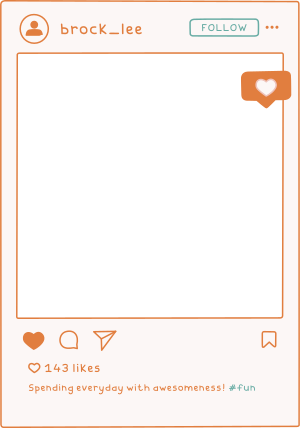 brock_lee
FOLLOW
143 likes
Spending everyday with awesomeness! #fun